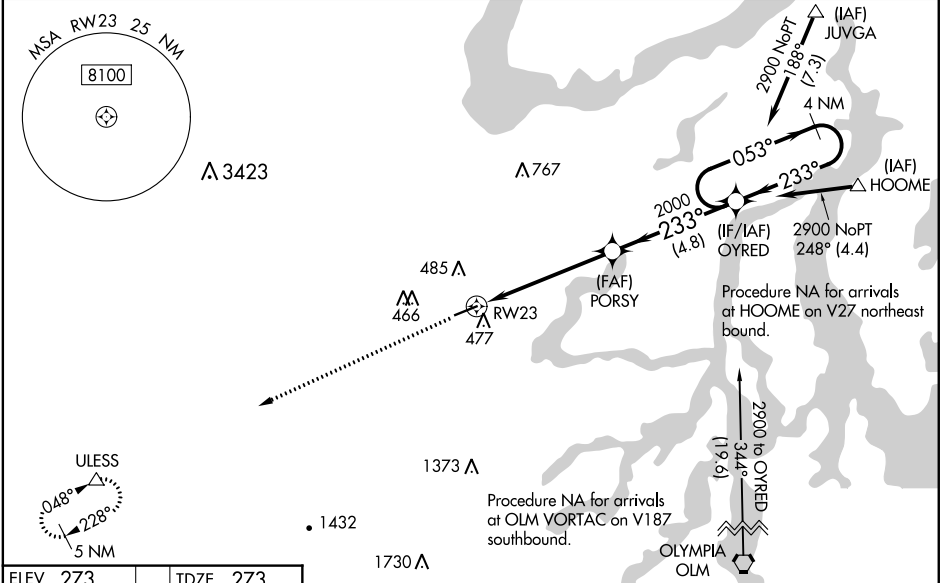 MSA RW23 25 NM
8100
3423
767
(IAF)
JUVGA
2900 NoPT
188°
(7.3)
4 NM
053°
233°
(IAF)
HOOME
2000
233°
(4.8)
(IF/IAF)
OYRED
2900 NoPT
248° (4.4)
(FAF)
PORSY
485
466
RW23
477
Procedure NA for arrivals
at HOOME on V27 northeast
bound.
2900 to OYRED
344°
(19.6)
ULESS
048°
228°
5 NM
1373
1432
1730
Procedure NA for arrivals
at OLM VORTAC on V187
southbound.
OLYMPIA
OLM
ELEV 273
TDZE 273